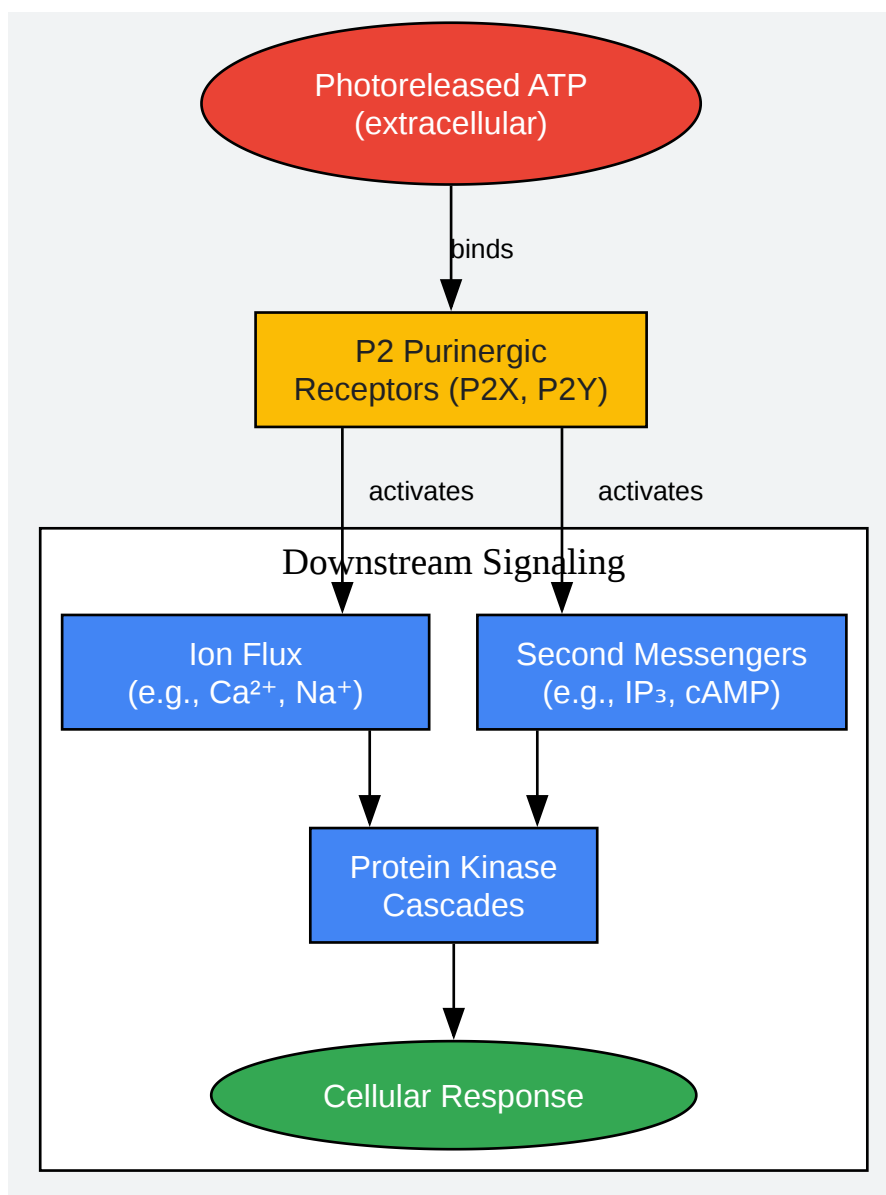 Photoreleased ATP
(extracellular)
binds
P2 Purinergic
Receptors (P2X, P2Y)
activates
activates
Downstream Signaling
Ion Flux
(e.g., Ca²⁺, Na⁺)
Second Messengers
(e.g., IP₃, cAMP)
Protein Kinase
Cascades
Cellular Response